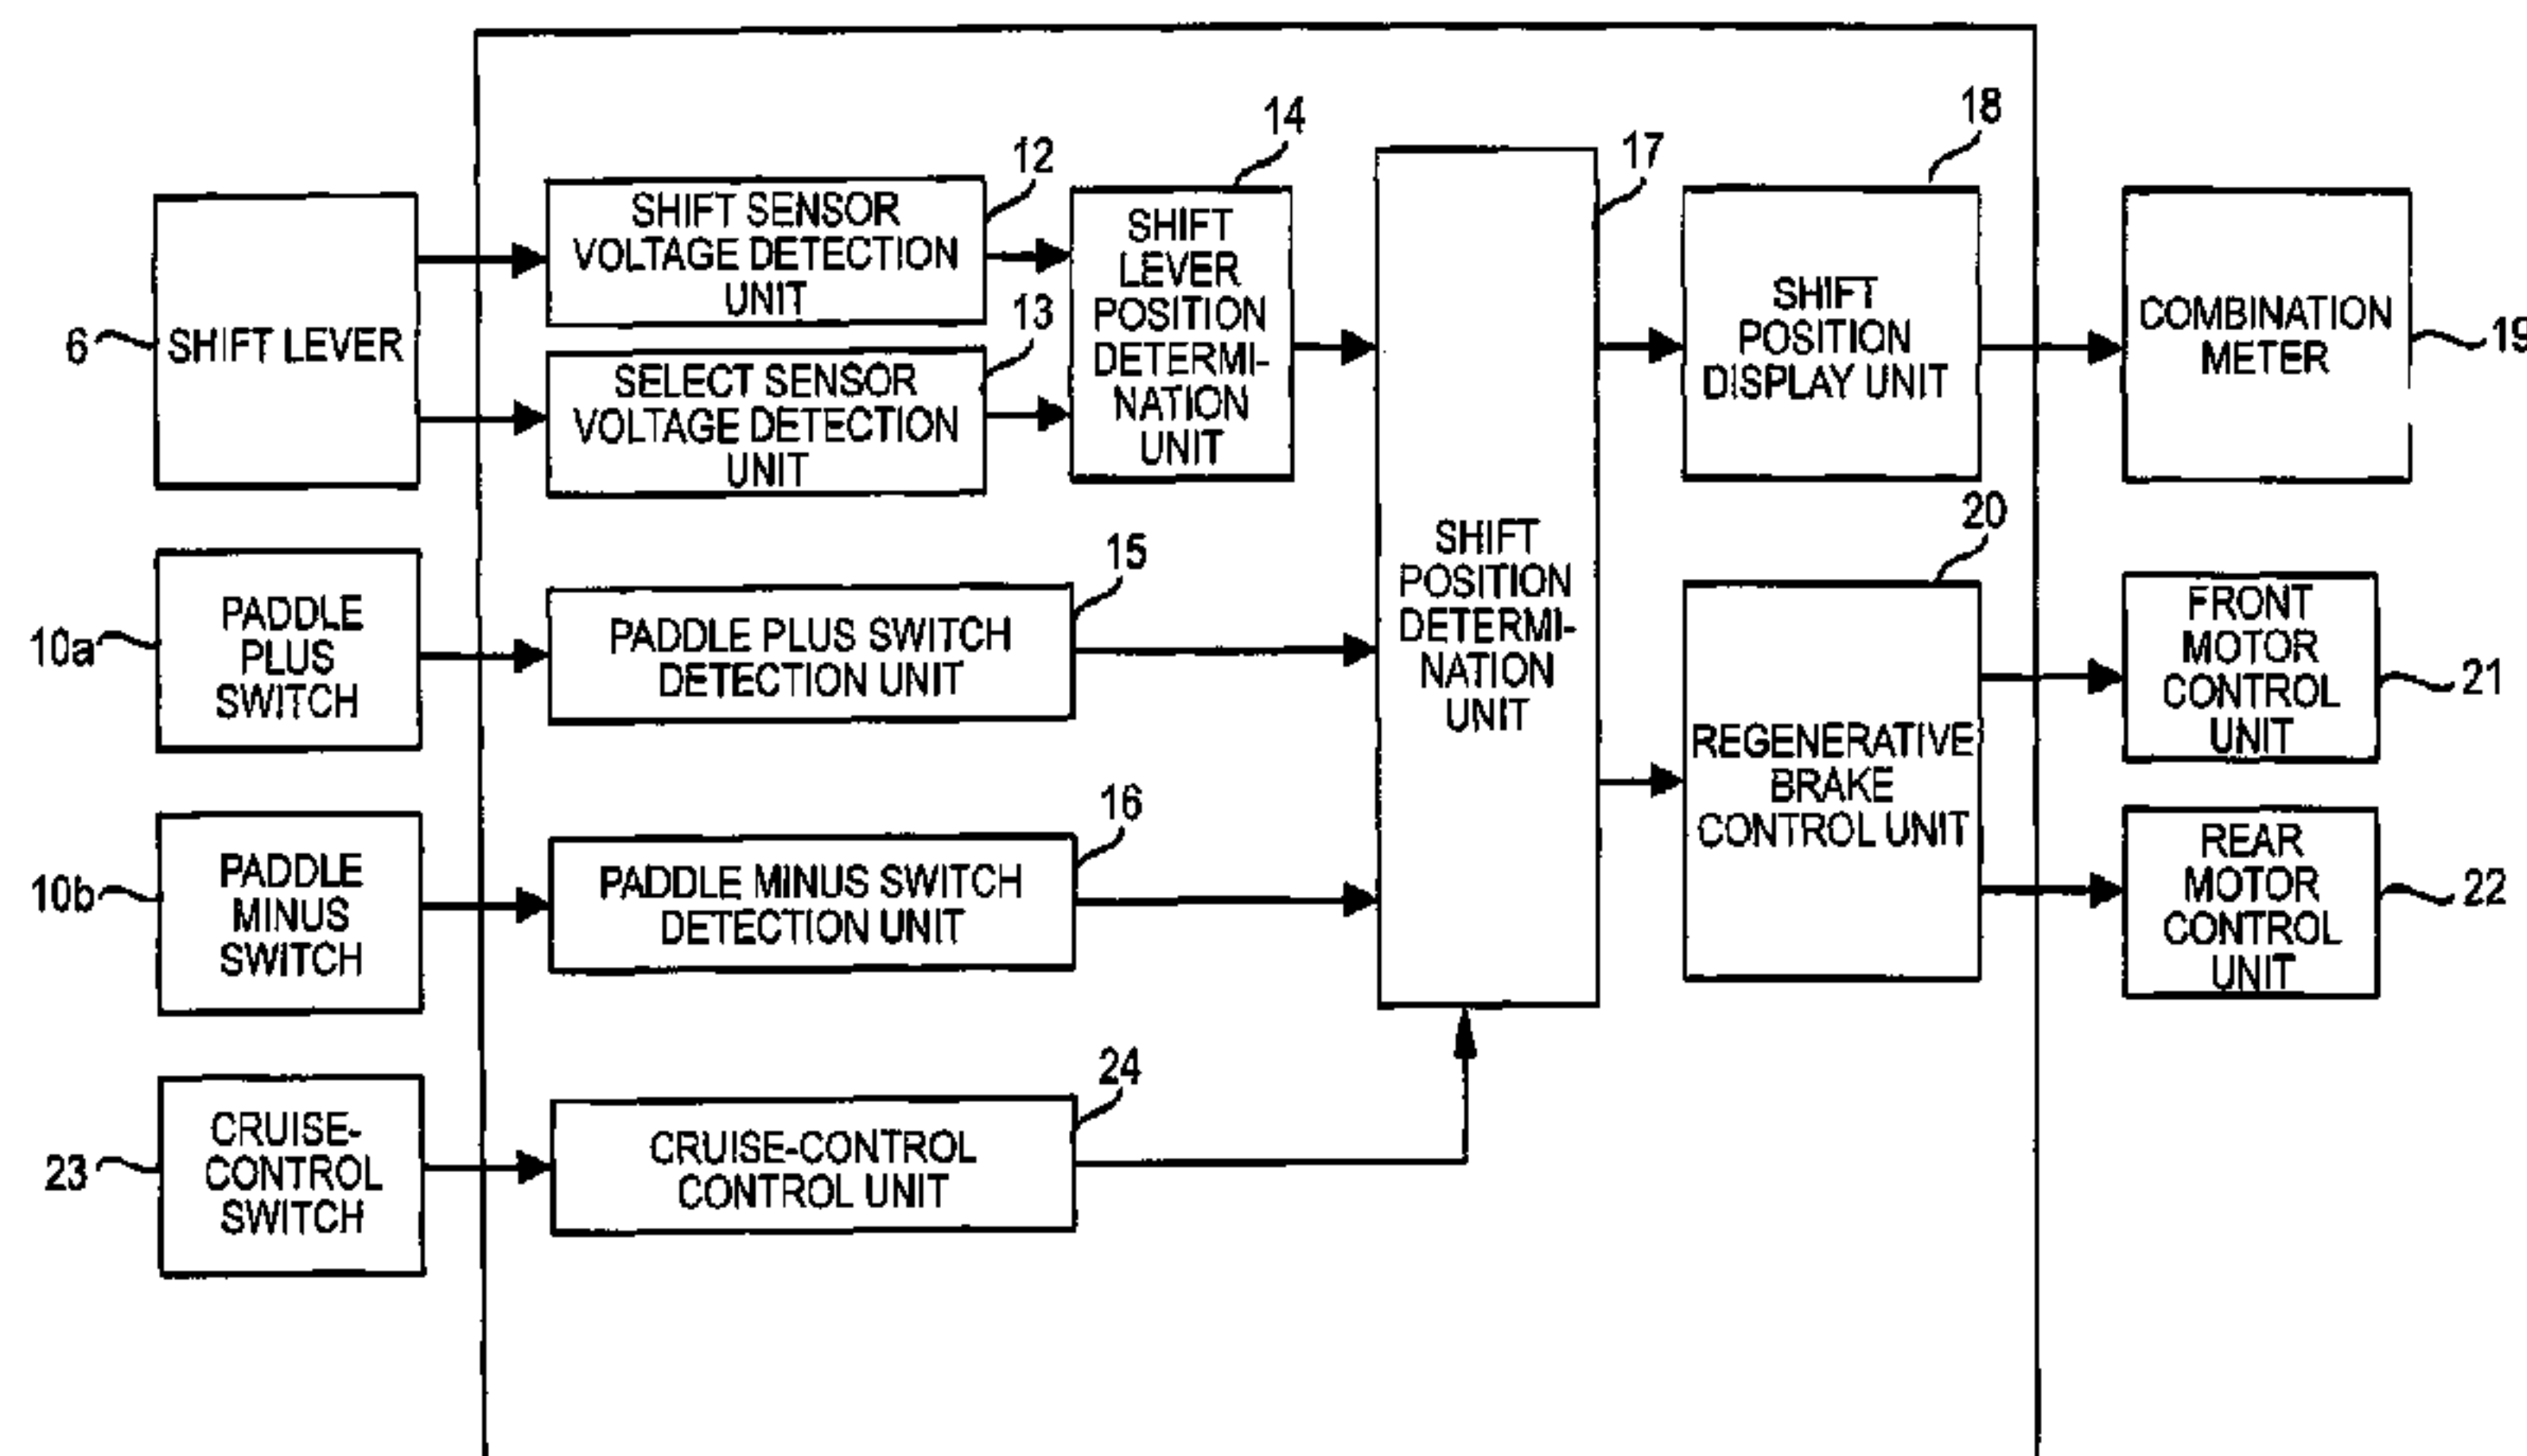 18
14
12
17
SHIFT SENSOR
VOLTAGE DETECTION
UNIT
SHIFT
LEVER
POSITION
DETERMI-
NATION
UNIT
6
SHIFT LEVER
13
SELECT SENSOR
VOLTAGE DETECTION
UNIT
SHIFT
POSITION
DISPLAY UNIT
COMBINATION
METER
19
SHIFT
POSITION
DETERMI-
NATION
UNIT
20
10a
PADDLE
PLUS
SWITCH
15
PADDLE PLUS SWITCH
DETECTION UNIT
FRONT
MOTOR
CONTROL
UNIT
21
REGENERATIVE
BRAKE
CONTROL UNIT
10b
PADDLE
MINUS
SWITCH
16
PADDLE MINUS SWITCH
DETECTION UNIT
REAR
MOTOR
CONTROL
UNIT
22
23
CRUISE-
CONTROL
SWITCH
24
CRUISE-CONTROL
CONTROL UNIT